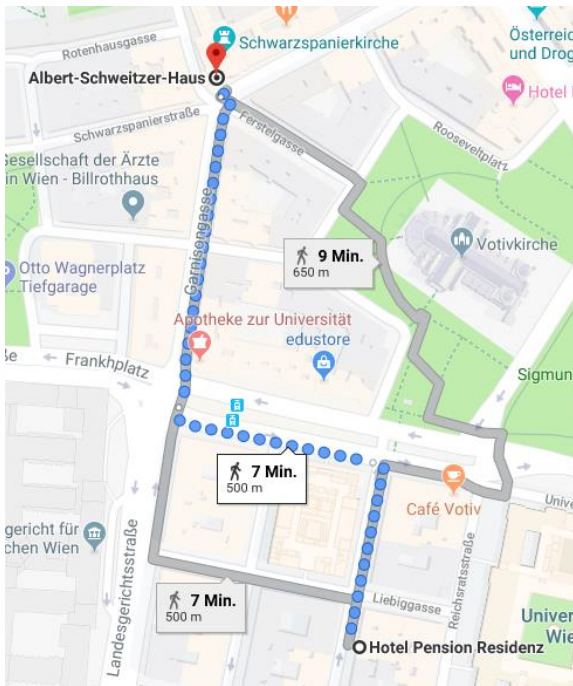 Rotenhausgasse
Schwarzspanierkirche
Österreic
und Drog
Albert-Schweitzer-Haus
Hotel
Schwarzspanierstraße
Ferstelgasse
Rooseveltplatz
Gesellschaft der Ärzte
in Wien - Billrothhaus
Garnisongasse
9 Min.
650 m
Votivkirche
Otto Wagnerplatz
Tiefgarage
Apotheke zur Universität
edustore
Frankhplatz
Sigmun
7 Min.
500 m
Café Votiv
Unive
gericht für
chen Wien
Landesgerichtsstraße
Reichsratsstraße
7 Min.
500 m
Liebiggasse
Univer
Wie
Hotel Pension Residenz